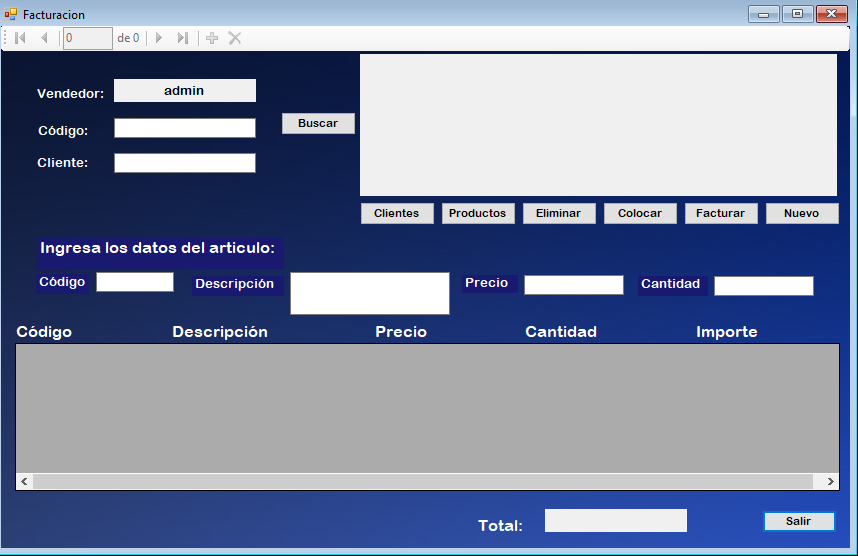 Facturacion
0 de 0
Vendedor: admin
Código: Buscar
Cliente:
Clientes Productos Eliminar Colocar Facturar Nuevo
Ingresa los datos del articulo:
Código Descripción Precio Cantidad
Código Descripción Precio Cantidad Importe
Total: Salir